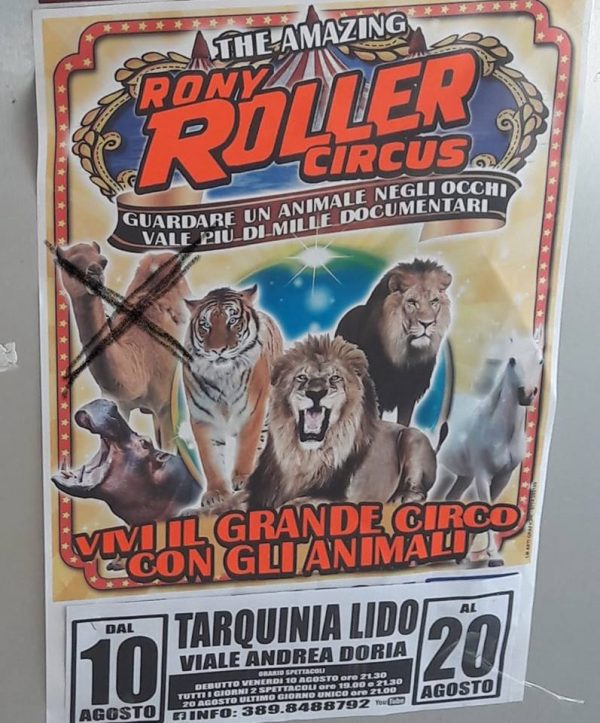 THE AMAZING
RONY
ROLLER
CIRCUS
GUARDARE UN ANIMALE NEGLI OCCHI
VALE PIÙ DI MILLE DOCUMENTARI
VIVI IL GRANDE CIRCO
CON GLI ANIMALI
DAL
10
AGOSTO
TARQUINIA LIDO
VIALE ANDREA DORIA
ORARIO SPETTACOLI
DEBUTTO VENERDI 10 AGOSTO ore 21.30
TUTTI I GIORNI 2 SPETTACOLI ore 19.00 e 21.30
20 AGOSTO ULTIMO GIORNO UNICO ore 21.00
INFO: 389.8488792 YouTube
AL
20
AGOSTO